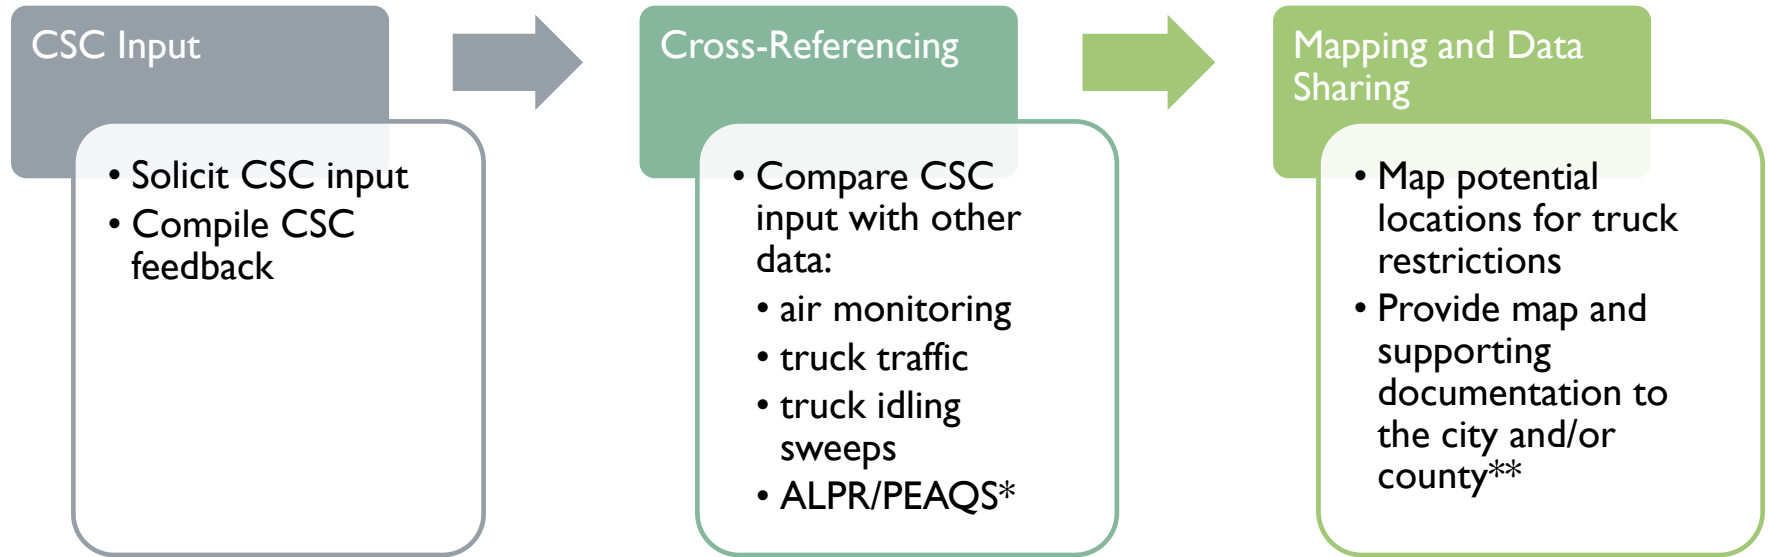 CSC Input
• Solicit CSC input
• Compile CSC
feedback
Cross-Referencing
• Compare CSC
input with other
data:
• air monitoring
• truck traffic
• truck idling
sweeps
• ALPR/PEAQS*
Mapping and Data
Sharing
• Map potential
locations for truck
restrictions
• Provide map and
supporting
documentation to
the city and/or
county**